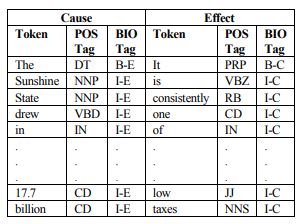 Cause Effect
Token POS Tag BIO Tag Token POS Tag BIO Tag
The DT B-E It PRP B-C
Sunshine NNP I-E is VBZ I-C
State NNP I-E consistently RB I-C
drew VBD I-E one CD I-C
in IN I-E of IN I-C
. . . . . .
. . . . . .
. . . . . .
17.7 CD I-E low JJ I-C
billion CD I-E taxes NNS I-C